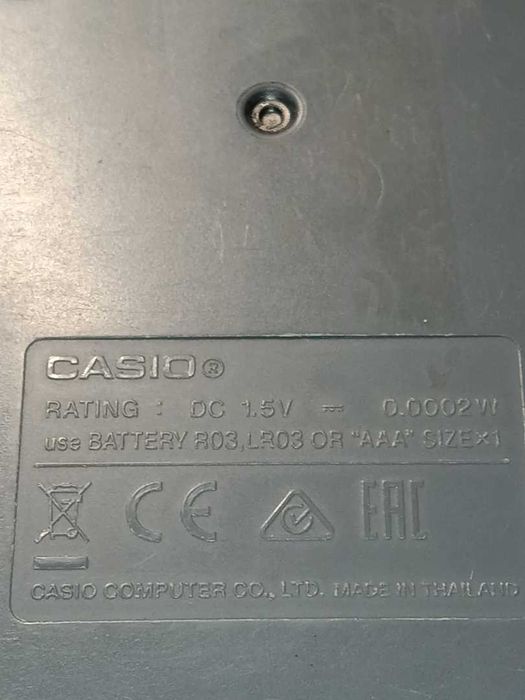 CASIO®
RATING : DC 1.5V ⎓ 0.0002W
use BATTERY R03,LR03 OR "AAA" SIZE×1
CE EAC
CASIO COMPUTER CO., LTD. MADE IN THAILAND